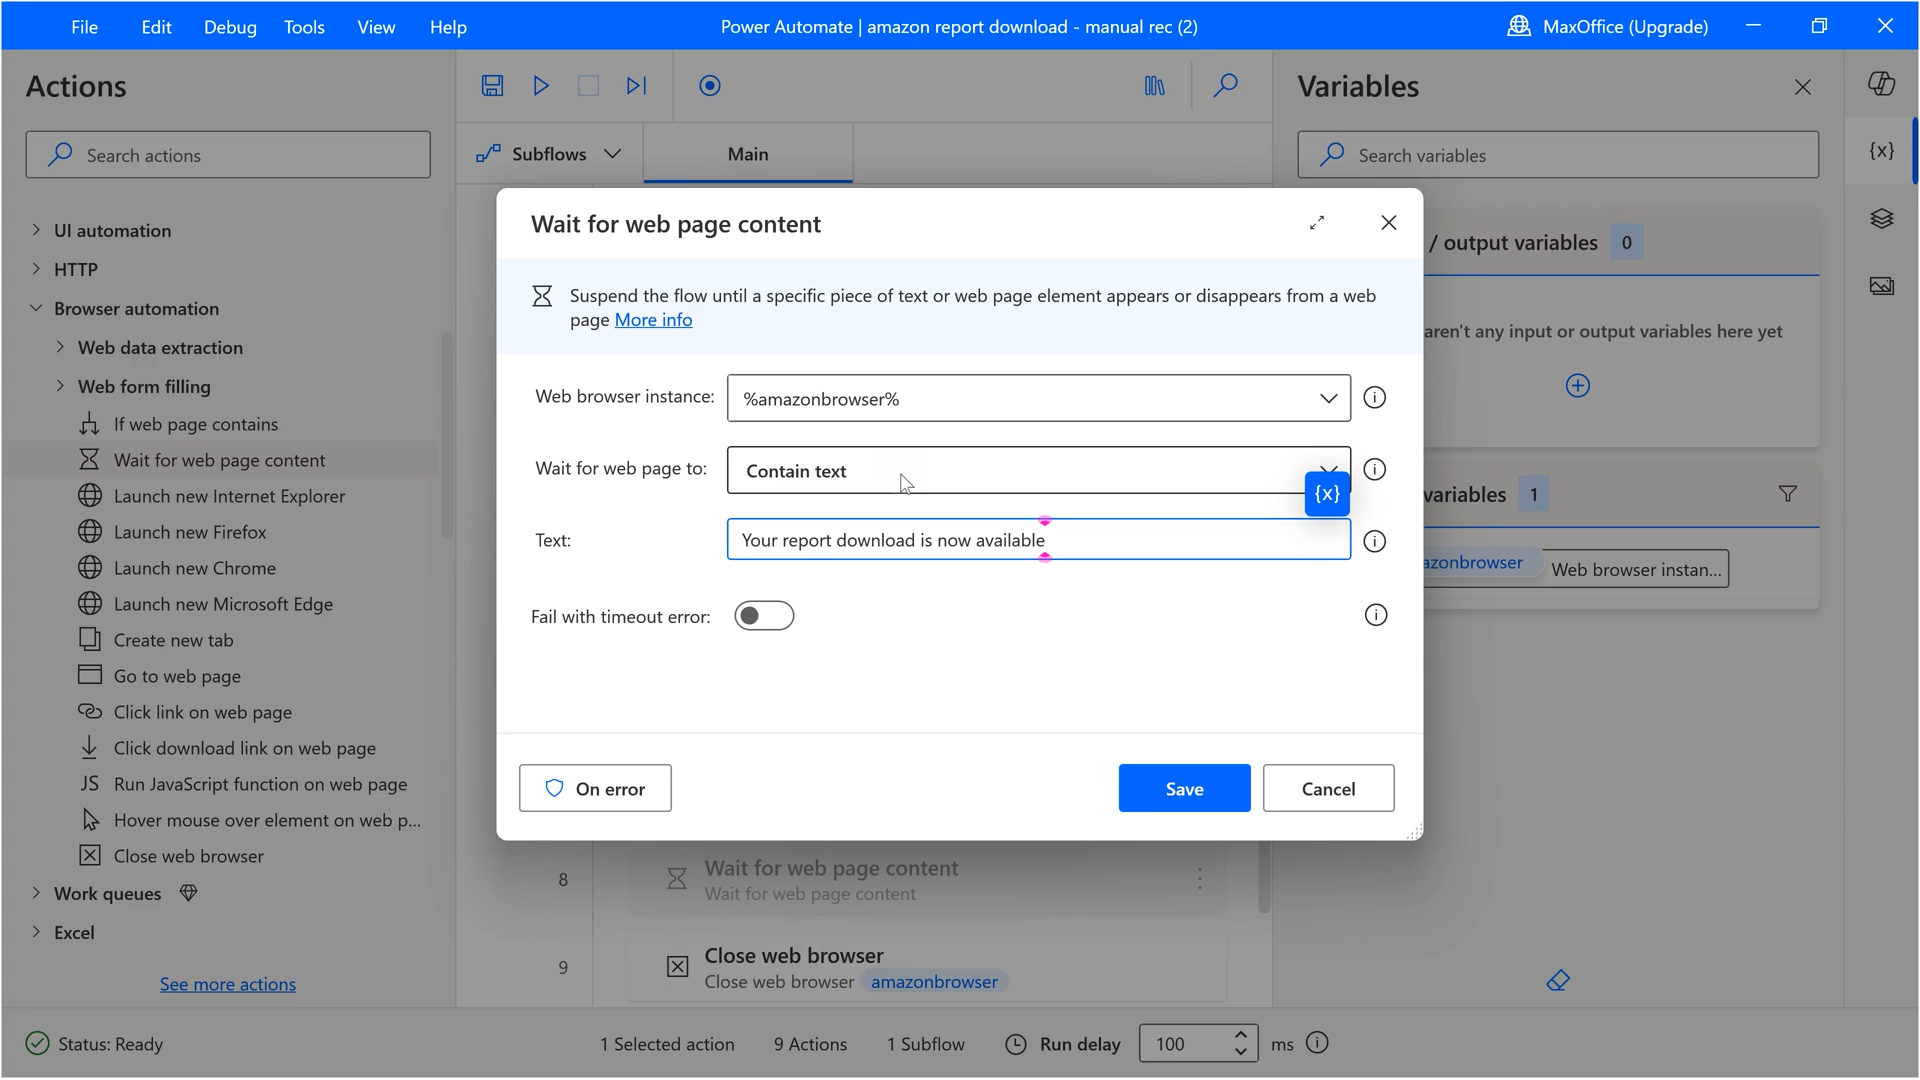 File Edit Debug Tools View Help
Power Automate | amazon report download - manual rec (2)
MaxOffice (Upgrade)
Actions
Search actions
UI automation
HTTP
Browser automation
Web data extraction
Web form filling
If web page contains
Wait for web page content
Launch new Internet Explorer
Launch new Firefox
Launch new Chrome
Launch new Microsoft Edge
Create new tab
Go to web page
Click link on web page
Click download link on web page
JS Run JavaScript function on web page
Hover mouse over element on web p...
Close web browser
Work queues
Excel
See more actions
Subflows
Main
Wait for web page content
Suspend the flow until a specific piece of text or web page element appears or disappears from a web
page More info
Web browser instance: %amazonbrowser%
Wait for web page to: Contain text
{x}
Text: Your report download is now available
Fail with timeout error:
On error
Save
Cancel
8
Wait for web page content
Wait for web page content
9
Close web browser
Close web browser amazonbrowser
Variables
Search variables
{x}
/ output variables 0
aren't any input or output variables here yet
variables 1
azonbrowser Web browser instan...
Status: Ready
1 Selected action
9 Actions
1 Subflow
Run delay 100 ms